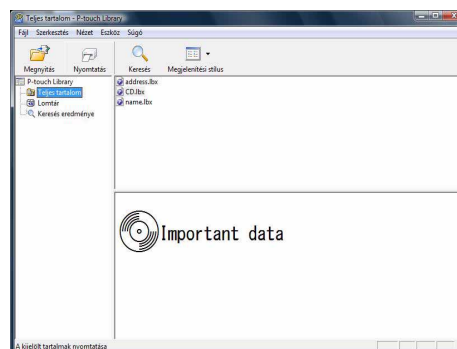 Teljes tartalom - P-touch Library
Fájl Szerkesztés Nézet Eszköz Súgó
Megnyitás Nyomtatás Keresés Megjelenítési stílus
P-touch Library
Teljes tartalom
Lomtár
Keresés eredménye
address.lbx
CD.lbx
name.lbx
Important data
A kijelölt tartalmak nyomtatása